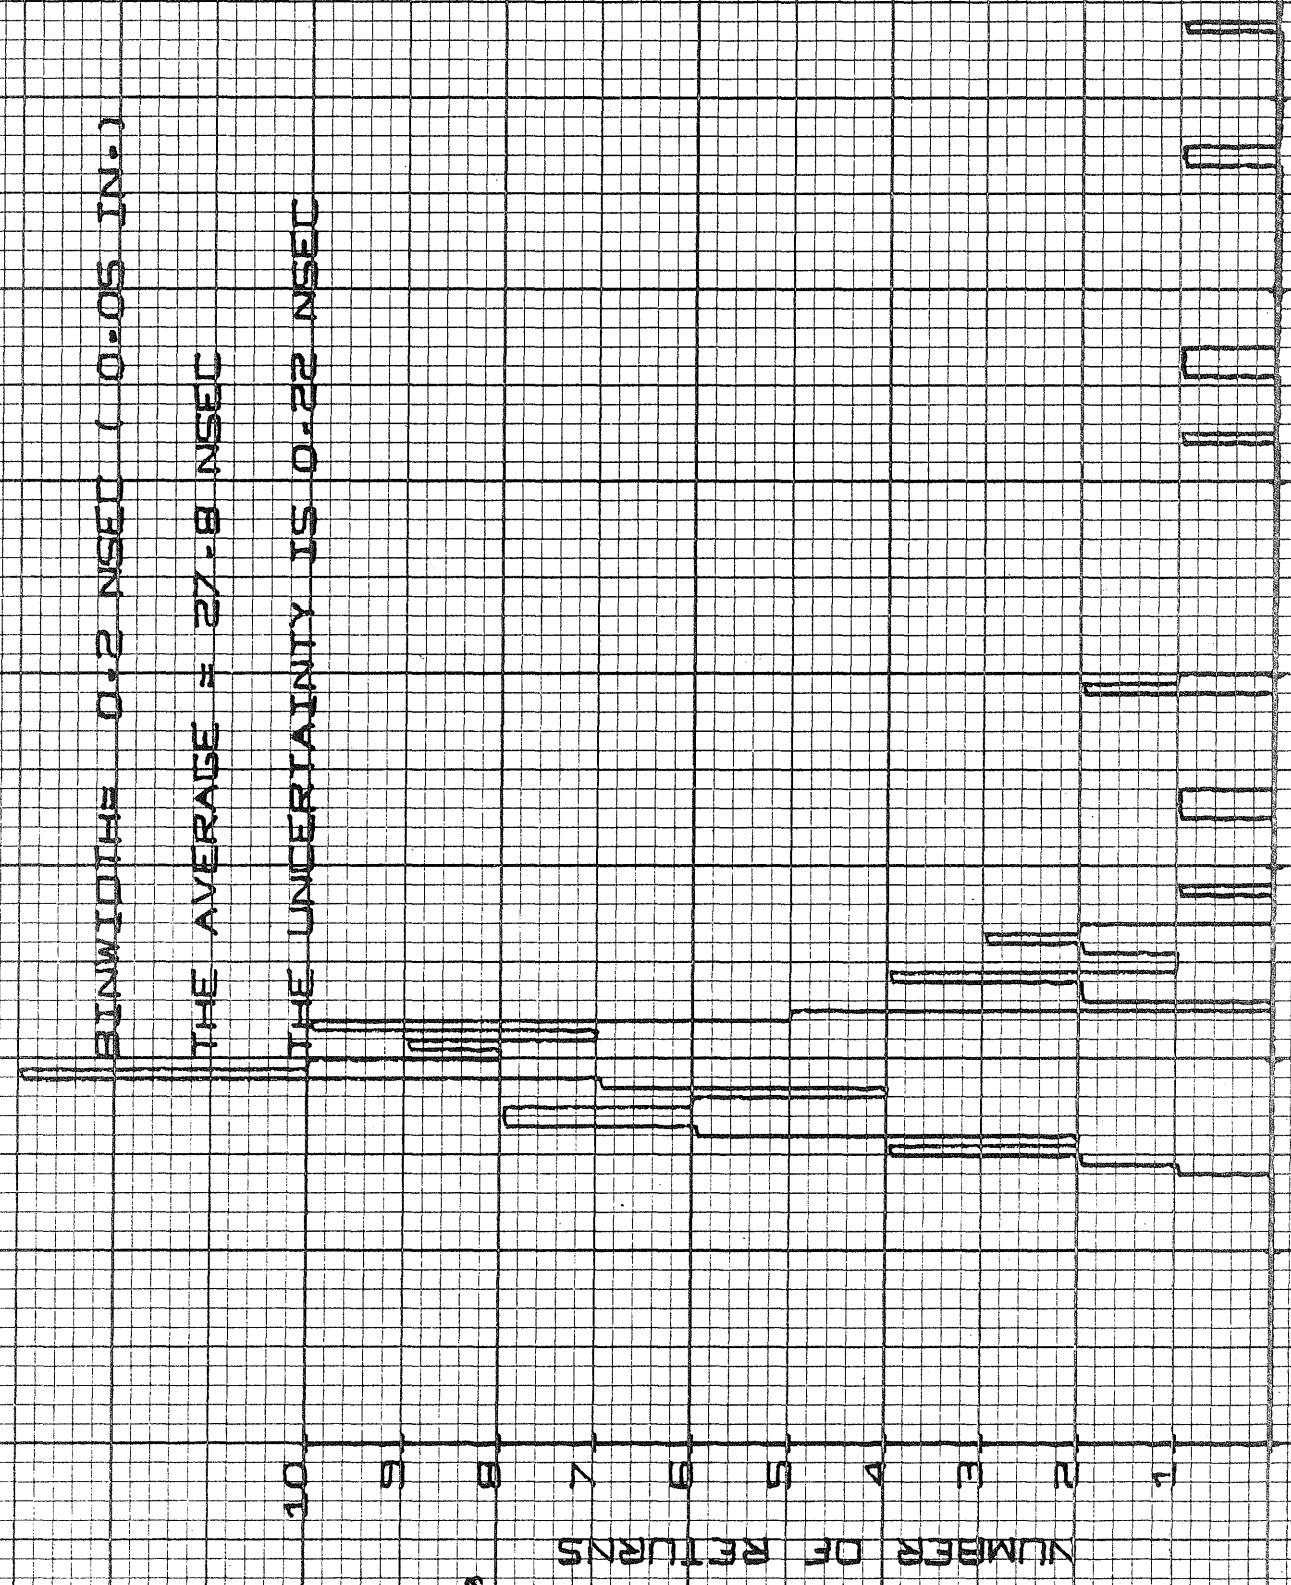 BINWIDTH= 0.2 NSEC ( 0.05 IN.)
THE AVERAGE = 27.8 NSEC
THE UNCERTAINTY IS 0.22 NSEC
10
9
8
7
6
5
4
3
2
1
NUMBER OF RETURNS